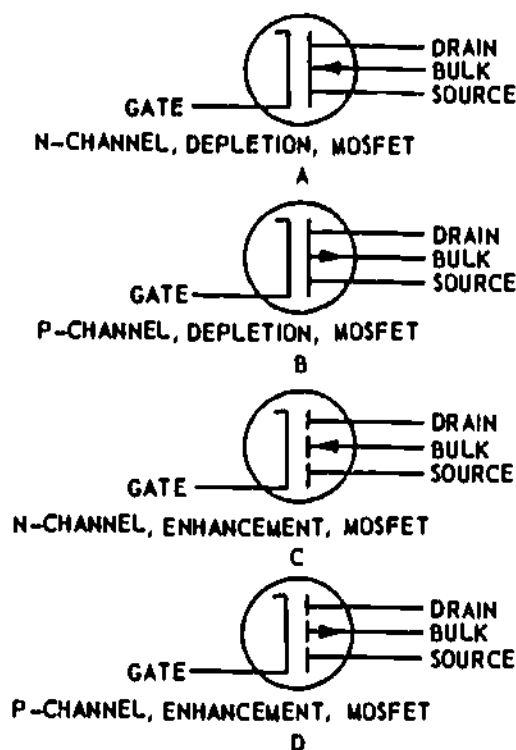 DRAIN
BULK
SOURCE
GATE
N-CHANNEL, DEPLETION, MOSFET
A
DRAIN
BULK
SOURCE
GATE
P-CHANNEL, DEPLETION, MOSFET
B
DRAIN
BULK
SOURCE
GATE
N-CHANNEL, ENHANCEMENT, MOSFET
C
DRAIN
BULK
SOURCE
GATE
P-CHANNEL, ENHANCEMENT, MOSFET
D